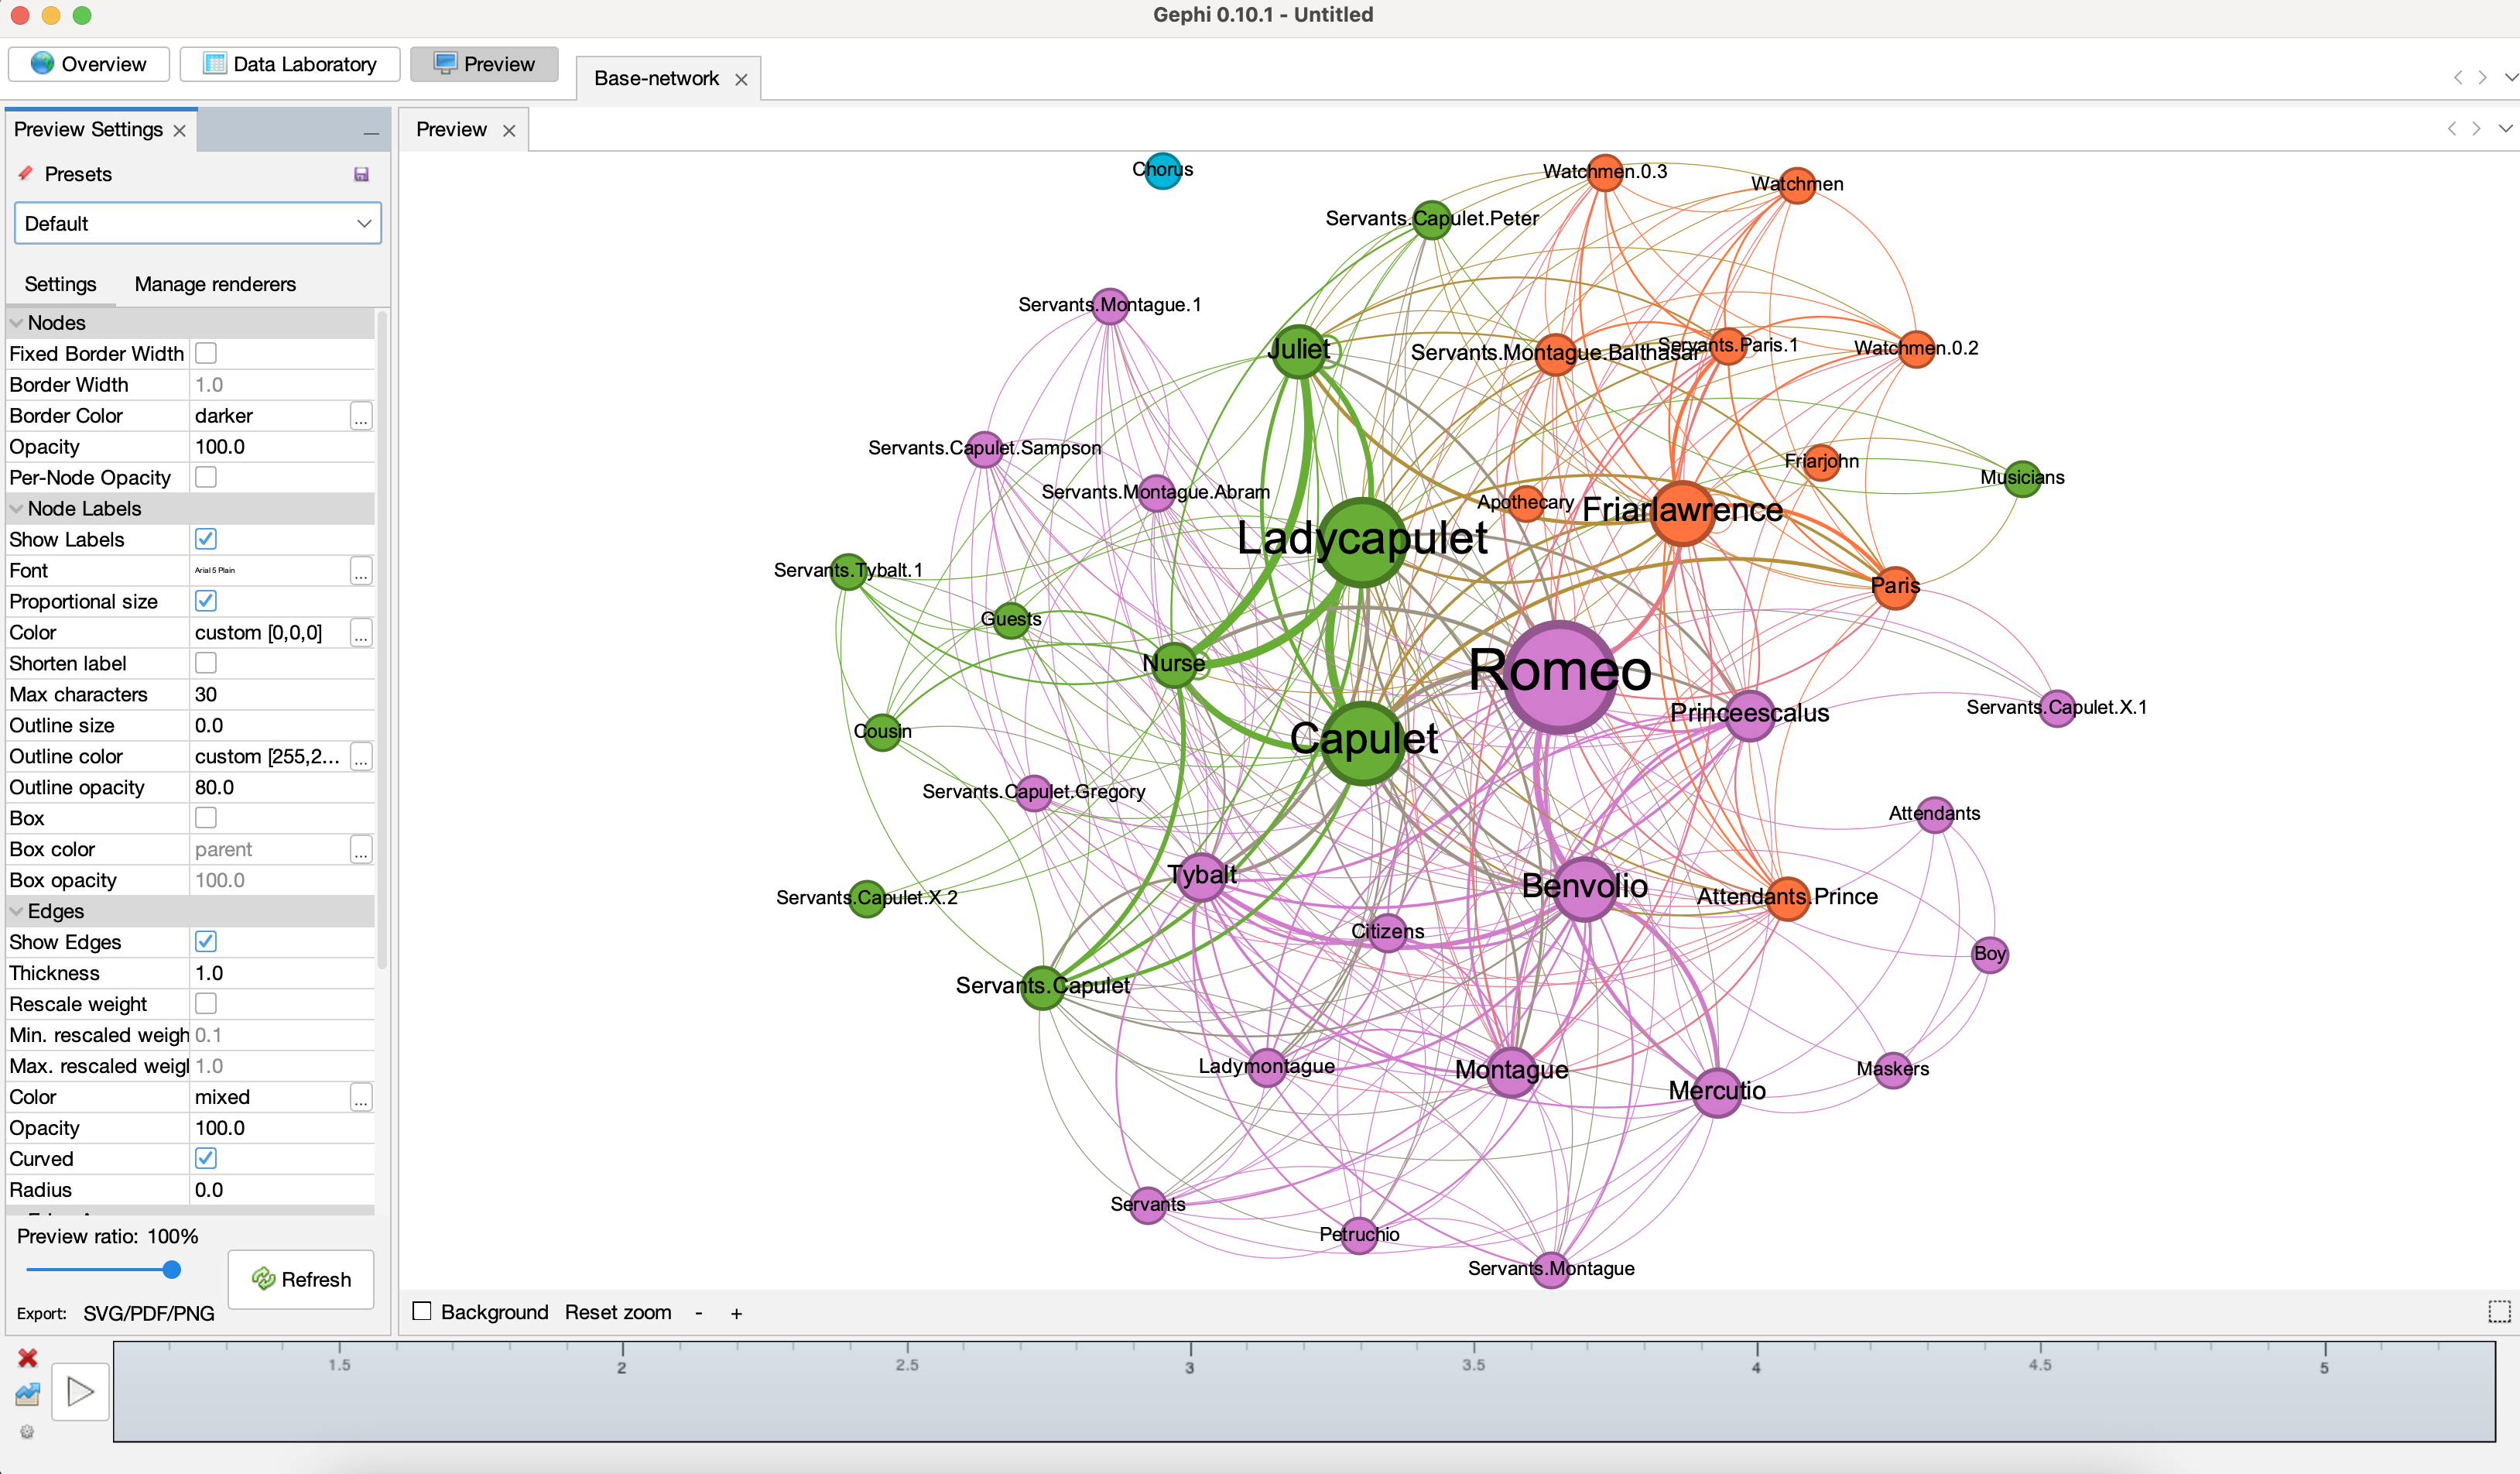 Gephi 0.10.1 - Untitled
Overview
Data Laboratory
Preview
Base-network
Preview Settings
Presets
Default
Settings
Manage renderers
Nodes
Fixed Border Width
Border Width 1.0
Border Color darker ...
Opacity 100.0
Per-Node Opacity
Node Labels
Show Labels
Font Arial 5 Plain ...
Proportional size
Color custom [0,0,0] ...
Shorten label
Max characters 30
Outline size 0.0
Outline color custom [255,2... ...
Outline opacity 80.0
Box
Box color parent ...
Box opacity 100.0
Edges
Show Edges
Thickness 1.0
Rescale weight
Min. rescaled weigh 0.1
Max. rescaled weigl 1.0
Color mixed ...
Opacity 100.0
Curved
Radius 0.0
Preview ratio: 100%
Refresh
Export: SVG/PDF/PNG
Preview
Chorus
Watchmen.0.3
Watchmen
Servants.Capulet.Peter
Servants.Montague.1
Juliet
Servants.Montague.Balthasar
Servants.Paris.1
Watchmen.0.2
Servants.Capulet.Sampson
Friarjohn
Musicians
Servants.Montague.Abram
Apothecary
Friarlawrence
Ladycapulet
Servants.Tybalt.1
Paris
Guests
Nurse
Romeo
Servants.Capulet.X.1
Princeescalus
Cousin
Capulet
Servants.Capulet.Gregory
Attendants
Tybalt
Benvolio
Servants.Capulet.X.2
Attendants.Prince
Citizens
Boy
Servants.Capulet
Ladymontague
Montague
Maskers
Mercutio
Servants
Petruchio
Servants.Montague
Background Reset zoom - +
1.5 2 2.5 3 3.5 4 4.5 5